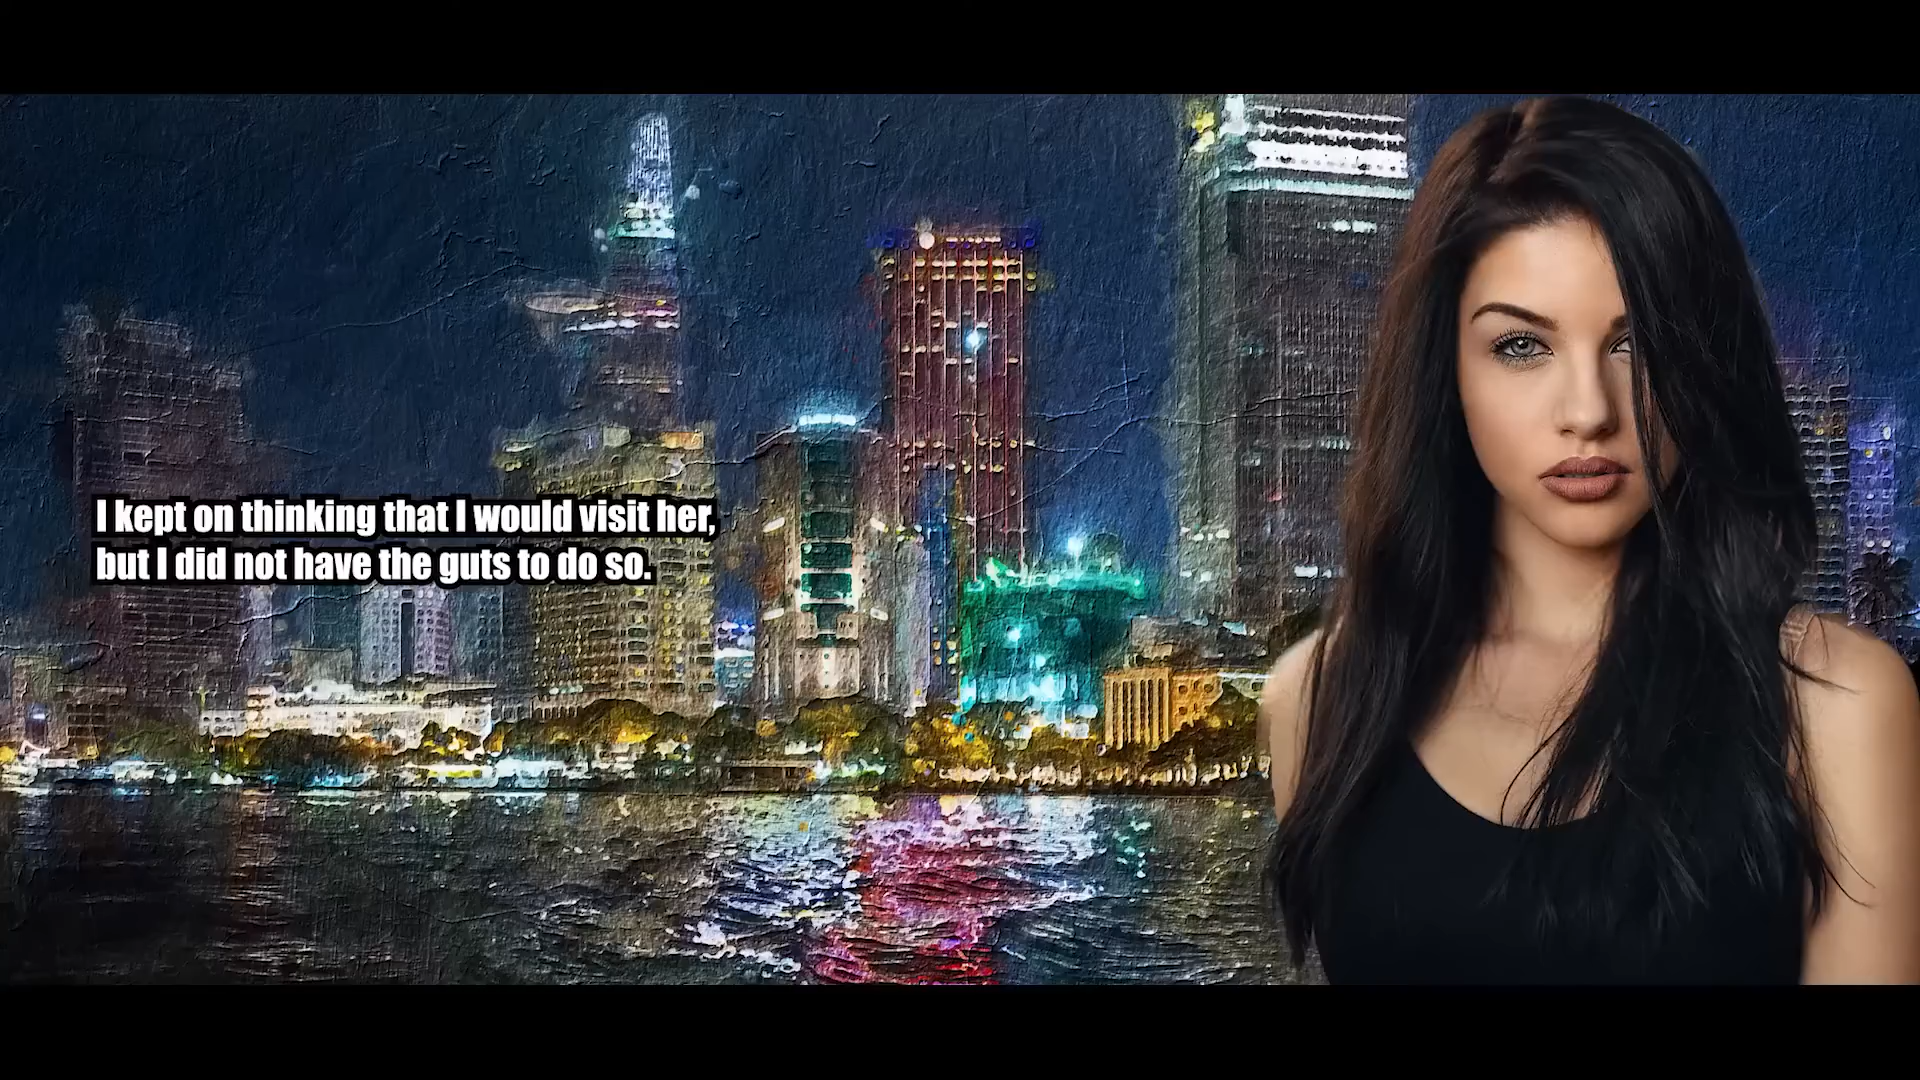 I kept on thinking that I would visit her,
but I did not have the guts to do so.